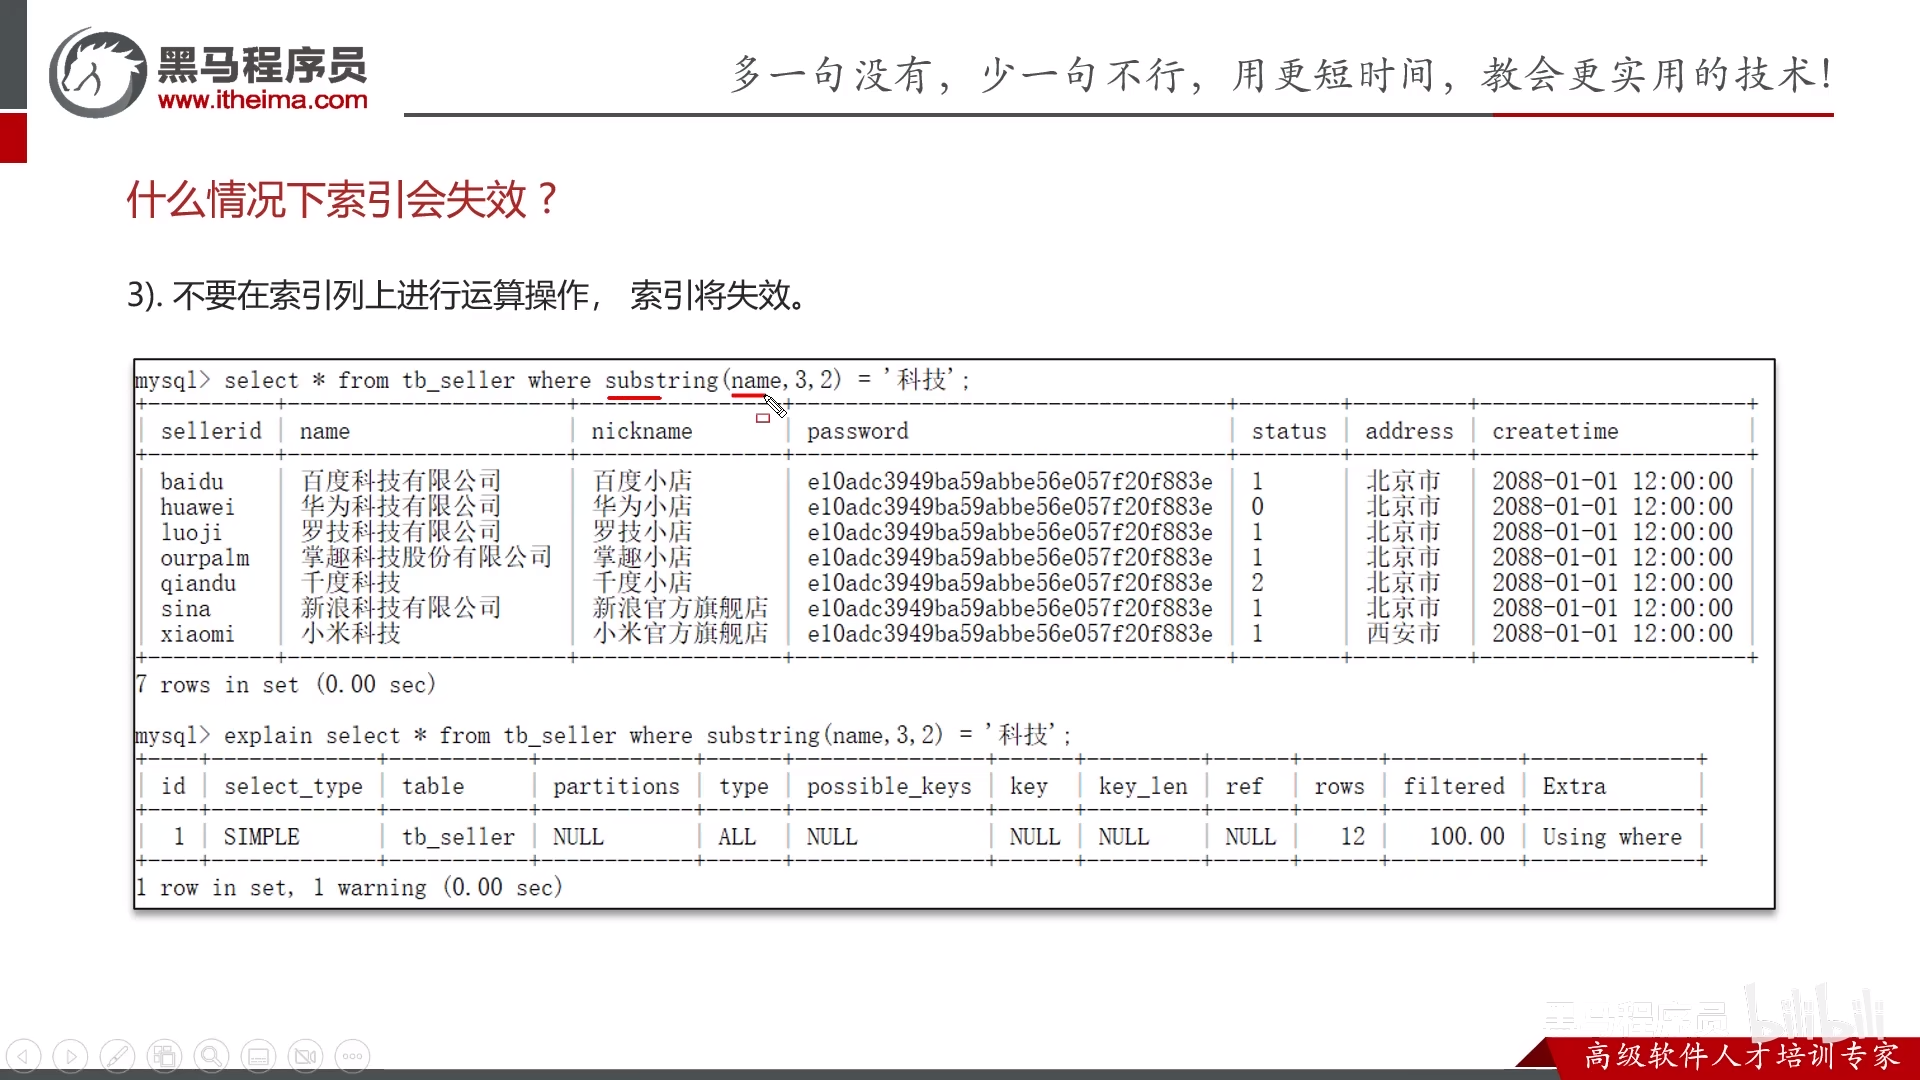 黑马程序员
www.itheima.com
多一句没有，少一句不行，用更短时间，教会更实用的技术！
什么情况下索引会失效？
3). 不要在索引列上进行运算操作， 索引将失效。
mysql> select * from tb_seller where substring(name,3,2) = '科技';
sellerid | name | nickname | password | status | address | createtime
baidu | 百度科技有限公司 | 百度小店 | e10adc3949ba59abbe56e057f20f883e | 1 | 北京市 | 2088-01-01 12:00:00
huawei | 华为科技有限公司 | 华为小店 | e10adc3949ba59abbe56e057f20f883e | 0 | 北京市 | 2088-01-01 12:00:00
luoji | 罗技科技有限公司 | 罗技小店 | e10adc3949ba59abbe56e057f20f883e | 1 | 北京市 | 2088-01-01 12:00:00
ourpalm | 掌趣科技股份有限公司 | 掌趣小店 | e10adc3949ba59abbe56e057f20f883e | 1 | 北京市 | 2088-01-01 12:00:00
qiandu | 千度科技 | 千度小店 | e10adc3949ba59abbe56e057f20f883e | 2 | 北京市 | 2088-01-01 12:00:00
sina | 新浪科技有限公司 | 新浪官方旗舰店 | e10adc3949ba59abbe56e057f20f883e | 1 | 北京市 | 2088-01-01 12:00:00
xiaomi | 小米科技 | 小米官方旗舰店 | e10adc3949ba59abbe56e057f20f883e | 1 | 西安市 | 2088-01-01 12:00:00
7 rows in set (0.00 sec)
mysql> explain select * from tb_seller where substring(name,3,2) = '科技';
id | select_type | table | partitions | type | possible_keys | key | key_len | ref | rows | filtered | Extra
1 | SIMPLE | tb_seller | NULL | ALL | NULL | NULL | NULL | NULL | 12 | 100.00 | Using where
1 row in set, 1 warning (0.00 sec)
黑马程序员 bilibili
高级软件人才培训专家